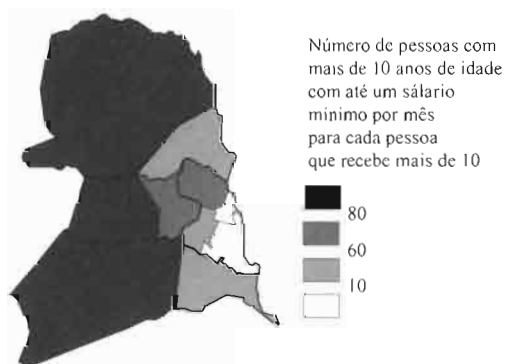 Número de pessoas com
mais de 10 anos de idade
com até um sálario
mínimo por mês
para cada pessoa
que recebe mais de 10
80
60
10